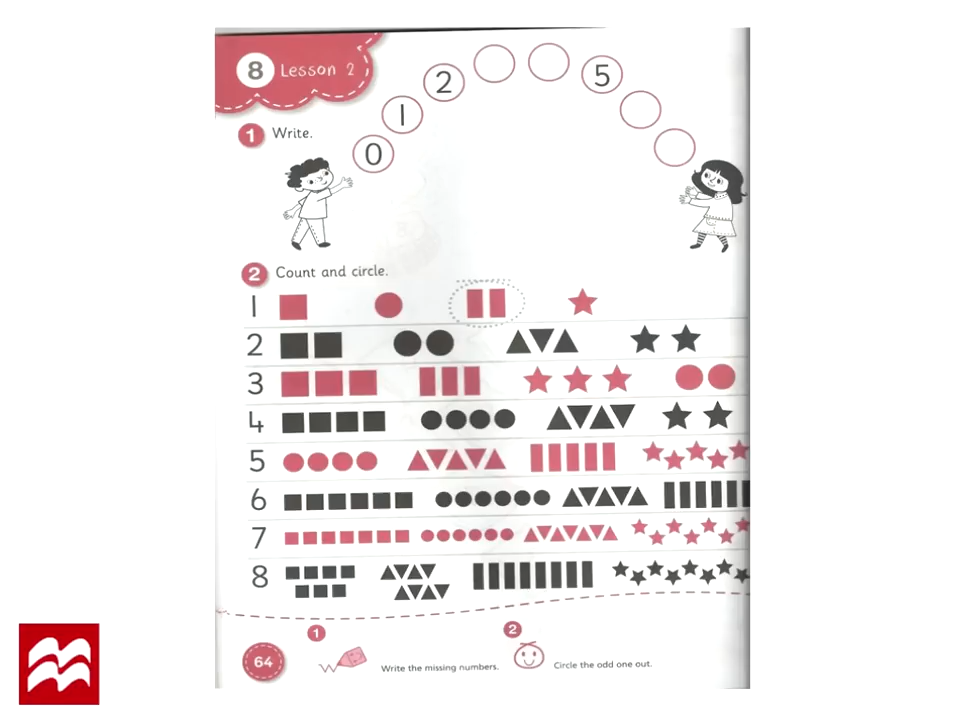 8 Lesson 2
0 1 2 5
1 Write.
2 Count and circle.
1
2
3
4
5
6
7
8
64
1 Write the missing numbers.
2 Circle the odd one out.